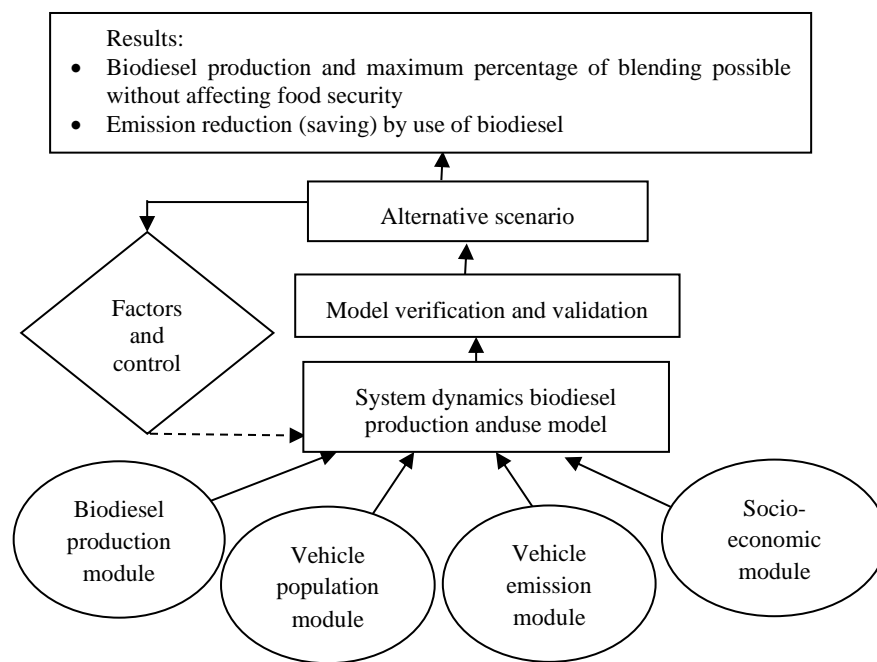 Results:
• Biodiesel production and maximum percentage of blending possible
without affecting food security
• Emission reduction (saving) by use of biodiesel
Alternative scenario
Model verification and validation
Factors
and
control
System dynamics biodiesel
production anduse model
Biodiesel
production
module
Vehicle
population
module
Vehicle
emission
module
Socio-
economic
module